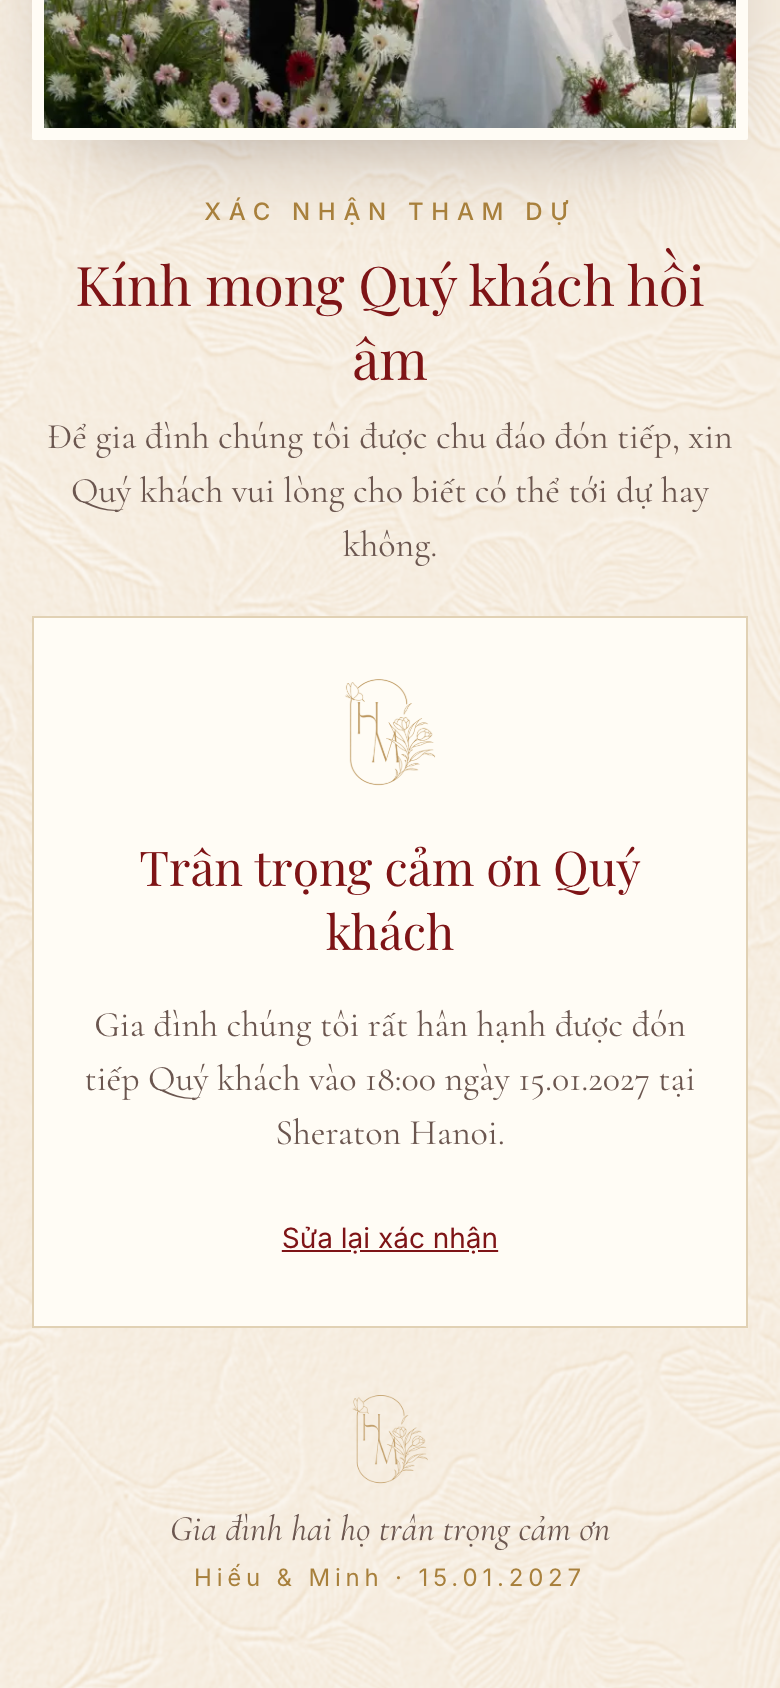 XÁC NHẬN THAM DỰ
Kính mong Quý khách hồi
âm
Để gia đình chúng tôi được chu đáo đón tiếp, xin
Quý khách vui lòng cho biết có thể tới dự hay
không.
HM
Trân trọng cảm ơn Quý
khách
Gia đình chúng tôi rất hân hạnh được đón
tiếp Quý khách vào 18:00 ngày 15.01.2027 tại
Sheraton Hanoi.
Sửa lại xác nhận
HM
Gia đình hai họ trân trọng cảm ơn
Hiếu & Minh · 15.01.2027